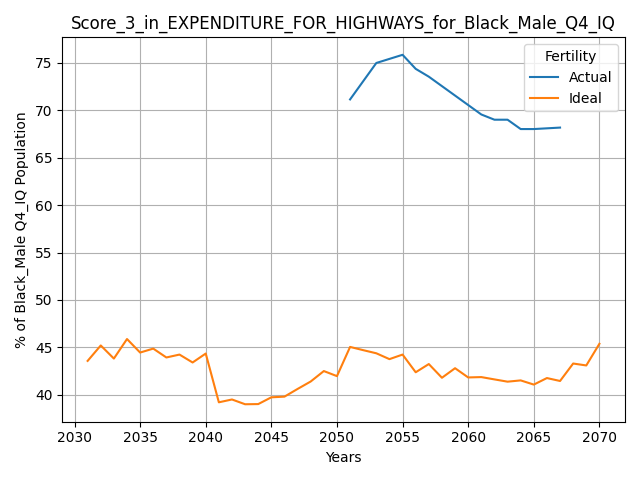 Score_3_in_EXPENDITURE_FOR_HIGHWAYS_for_Black_Male_Q4_IQ
Fertility
Actual
Ideal
% of Black_Male Q4_IQ Population
75
70
65
60
55
50
45
40
2030 2035 2040 2045 2050 2055 2060 2065 2070
Years